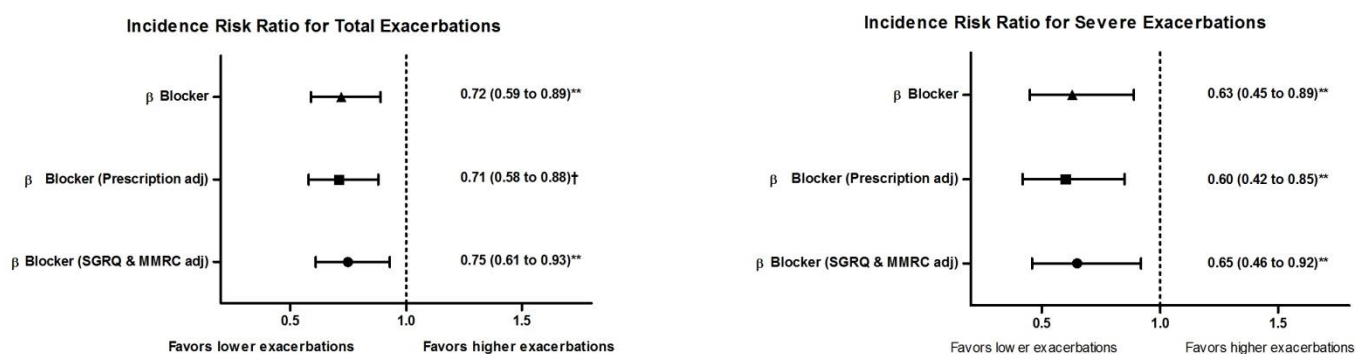 Incidence Risk Ratio for Total Exacerbations
β Blocker
0.72 (0.59 to 0.89)**
β Blocker (Prescription adj)
0.71 (0.58 to 0.88)†
β Blocker (SGRQ & MMRC adj)
0.75 (0.61 to 0.93)**
0.5 1.0 1.5
Favors lower exacerbations Favors higher exacerbations
Incidence Risk Ratio for Severe Exacerbations
β Blocker
0.63 (0.45 to 0.89)**
β Blocker (Prescription adj)
0.60 (0.42 to 0.85)**
β Blocker (SGRQ & MMRC adj)
0.65 (0.46 to 0.92)**
0.5 1.0 1.5
Favors lower exacerbations Favors higher exacerbations